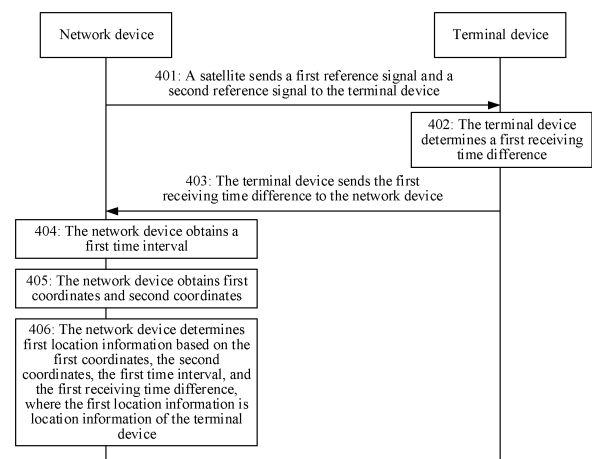 Network device
Terminal device
401: A satellite sends a first reference signal and a
second reference signal to the terminal device
402: The terminal device
determines a first receiving
time difference
403: The terminal device sends the first
receiving time difference to the network device
404: The network device obtains a
first time interval
405: The network device obtains first
coordinates and second coordinates
406: The network device determines
first location information based on the
first coordinates, the second
coordinates, the first time interval, and
the first receiving time difference,
where the first location information is
location information of the terminal
device